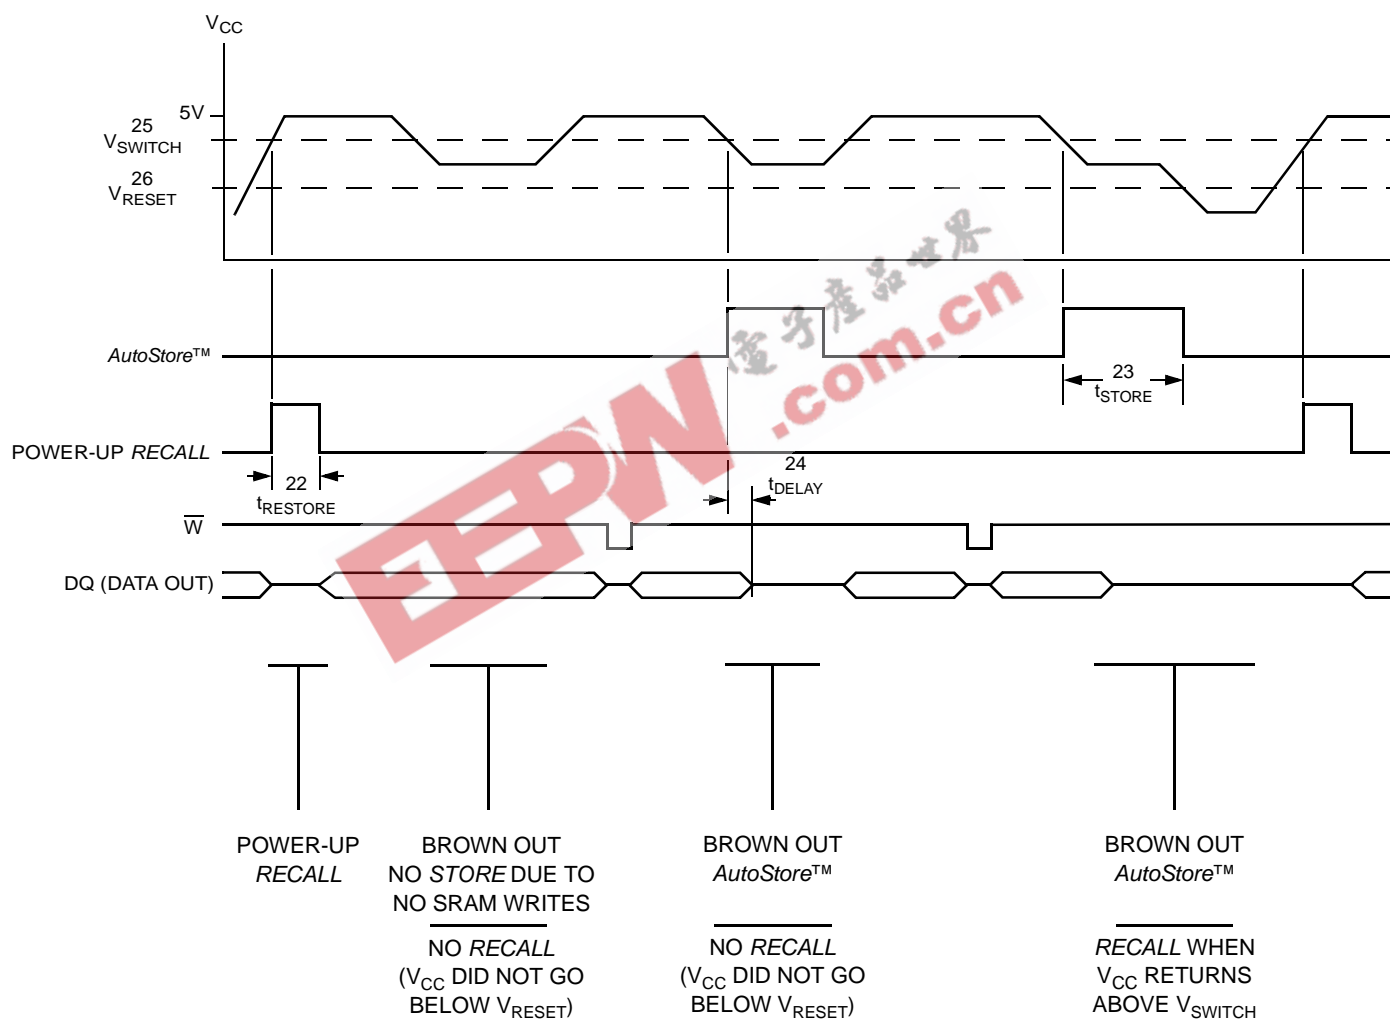 VCC
5V
25
VSWITCH
26
VRESET
AutoStore™
23
tSTORE
POWER-UP RECALL
22
tRESTORE
24
tDELAY
W
DQ (DATA OUT)
電子產品世界
EEPW.com.cn
POWER-UP
RECALL
BROWN OUT
NO STORE DUE TO
NO SRAM WRITES
NO RECALL
(VCC DID NOT GO
BELOW VRESET)
BROWN OUT
AutoStore™
NO RECALL
(VCC DID NOT GO
BELOW VRESET)
BROWN OUT
AutoStore™
RECALL WHEN
VCC RETURNS
ABOVE VSWITCH